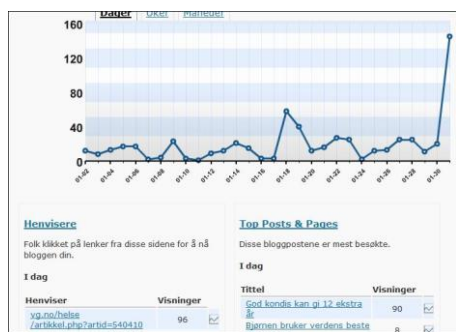 Dager Uker Måneder
160
120
80
40
0
01-02 01-04 01-06 01-08 01-10 01-12 01-14 01-16 01-18 01-20 01-22 01-24 01-26 01-28 01-30
Henvisere
Folk klikket på lenker fra disse sidene for å nå
bloggen din.
I dag
Henviser Visninger
vg.no/helse
/artikkel.php?artid=540410 96
Top Posts & Pages
Disse bloggpostene er mest besøkte.
I dag
Tittel Visninger
God kondis kan gi 12 ekstra
år 90
Bjørnen bruker verdens beste
8